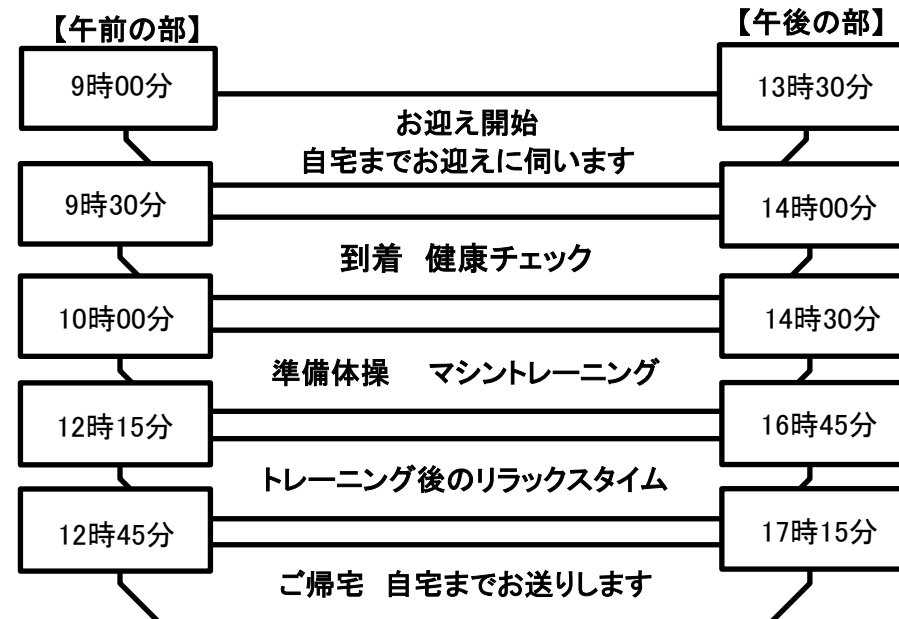 【午前の部】 【午後の部】
9時00分 13時30分
お迎え開始
自宅までお迎えに伺います
9時30分 14時00分
到着　健康チェック
10時00分 14時30分
準備体操　マシントレーニング
12時15分 16時45分
トレーニング後のリラックスタイム
12時45分 17時15分
ご帰宅　自宅までお送りします